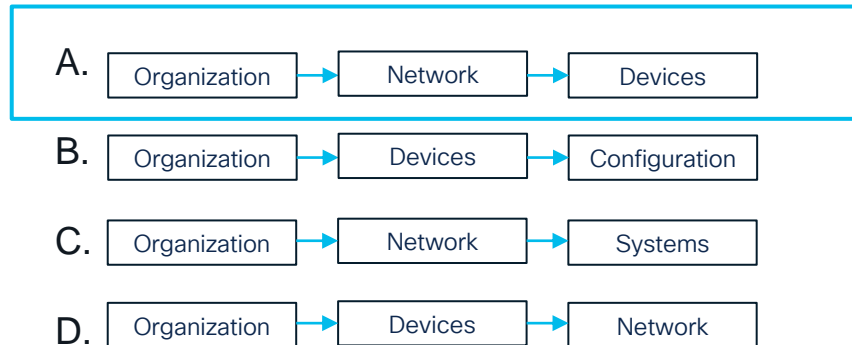 A. Organization Network Devices
B. Organization Devices Configuration
C. Organization Network Systems
D. Organization Devices Network